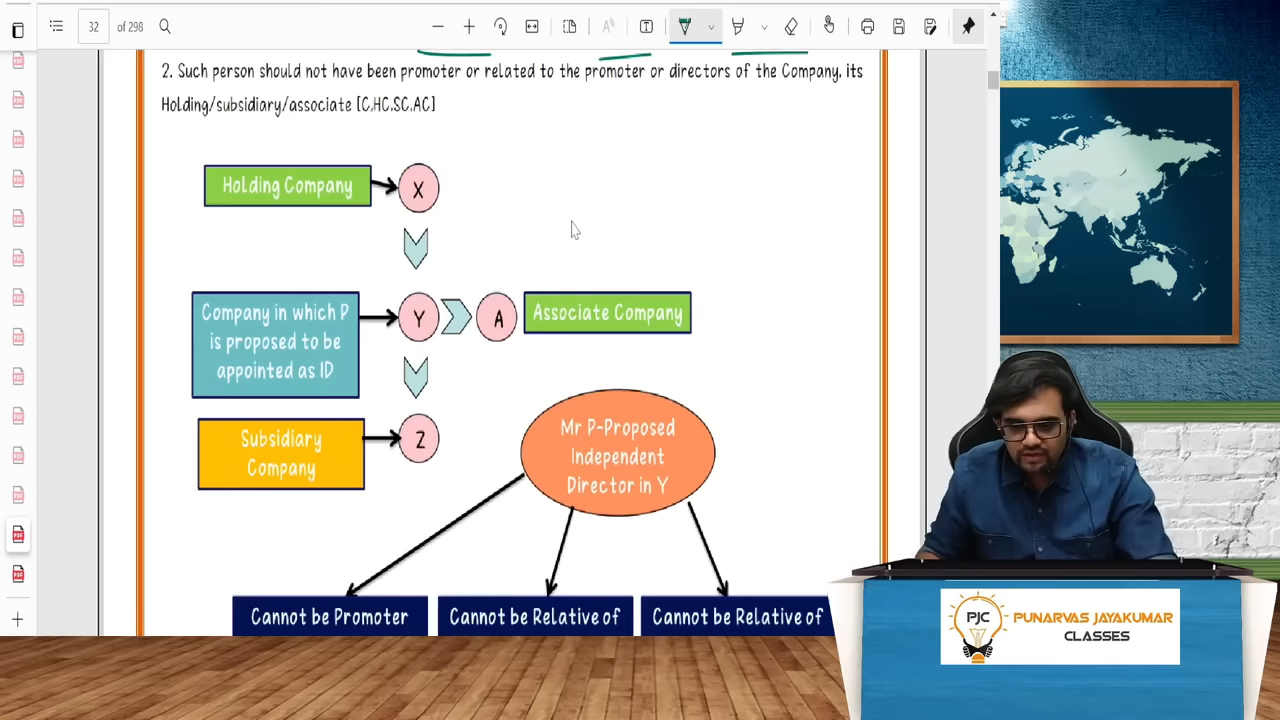 32
of 298
2. Such person should not have been promoter or related to the promoter or directors of the Company, its
Holding/subsidiary/associate [C,HC,SC,AC]
Holding Company
X
Company in which P
is proposed to be
appointed as ID
Y
A
Associate Company
Subsidiary
Company
Z
Mr P-Proposed
Independent
Director in Y
Cannot be Promoter
Cannot be Relative of
Cannot be Relative of
PJC
PUNARVAS JAYAKUMAR
CLASSES